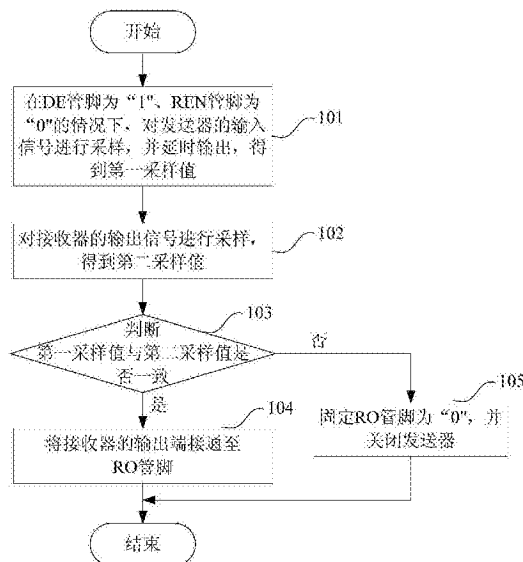 开始
在DE管脚为“1”、REN管脚为
“0”的情况下，对发送器的输入
信号进行采样，并延时输出，得
到第一采样值
101
对接收器的输出信号进行采样，
得到第二采样值
102
判断
第一采样值与第二采样值是
否一致
103
否
是
将接收器的输出端接通至
RO管脚
104
固定RO管脚为“0”，并
关闭发送器
105
结束